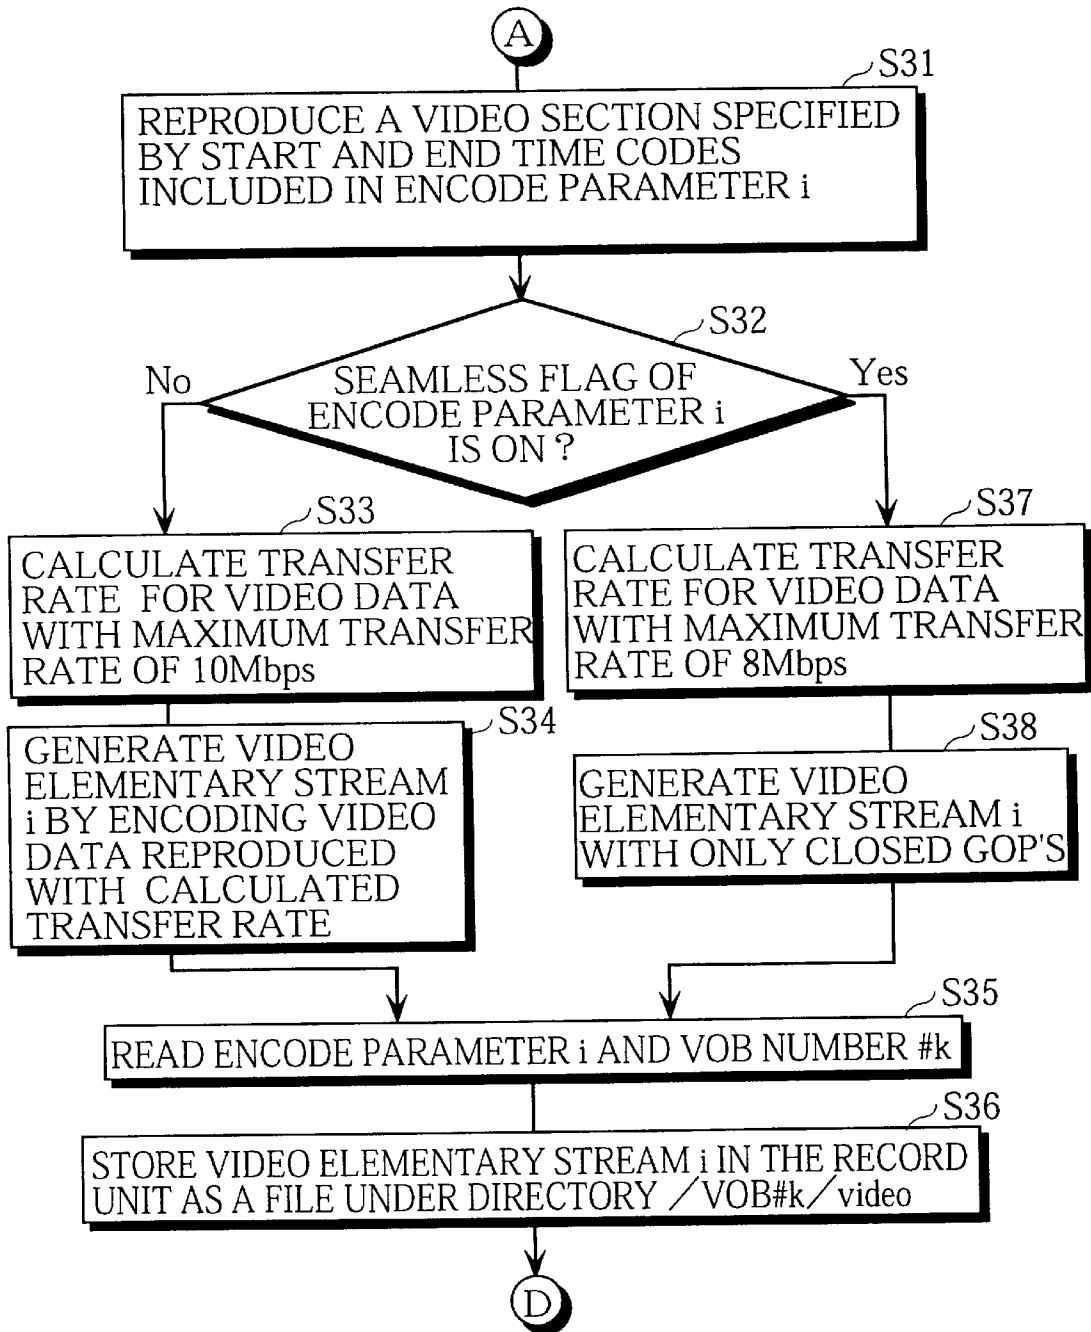 A
S31
REPRODUCE A VIDEO SECTION SPECIFIED
BY START AND END TIME CODES
INCLUDED IN ENCODE PARAMETER i
S32
No
Yes
SEAMLESS FLAG OF
ENCODE PARAMETER i
IS ON ?
S33
CALCULATE TRANSFER
RATE FOR VIDEO DATA
WITH MAXIMUM TRANSFER
RATE OF 10Mbps
S37
CALCULATE TRANSFER
RATE FOR VIDEO DATA
WITH MAXIMUM TRANSFER
RATE OF 8Mbps
S34
GENERATE VIDEO
ELEMENTARY STREAM
i BY ENCODING VIDEO
DATA REPRODUCED
WITH CALCULATED
TRANSFER RATE
S38
GENERATE VIDEO
ELEMENTARY STREAM i
WITH ONLY CLOSED GOP'S
S35
READ ENCODE PARAMETER i AND VOB NUMBER #k
S36
STORE VIDEO ELEMENTARY STREAM i IN THE RECORD
UNIT AS A FILE UNDER DIRECTORY /VOB#k/video
D